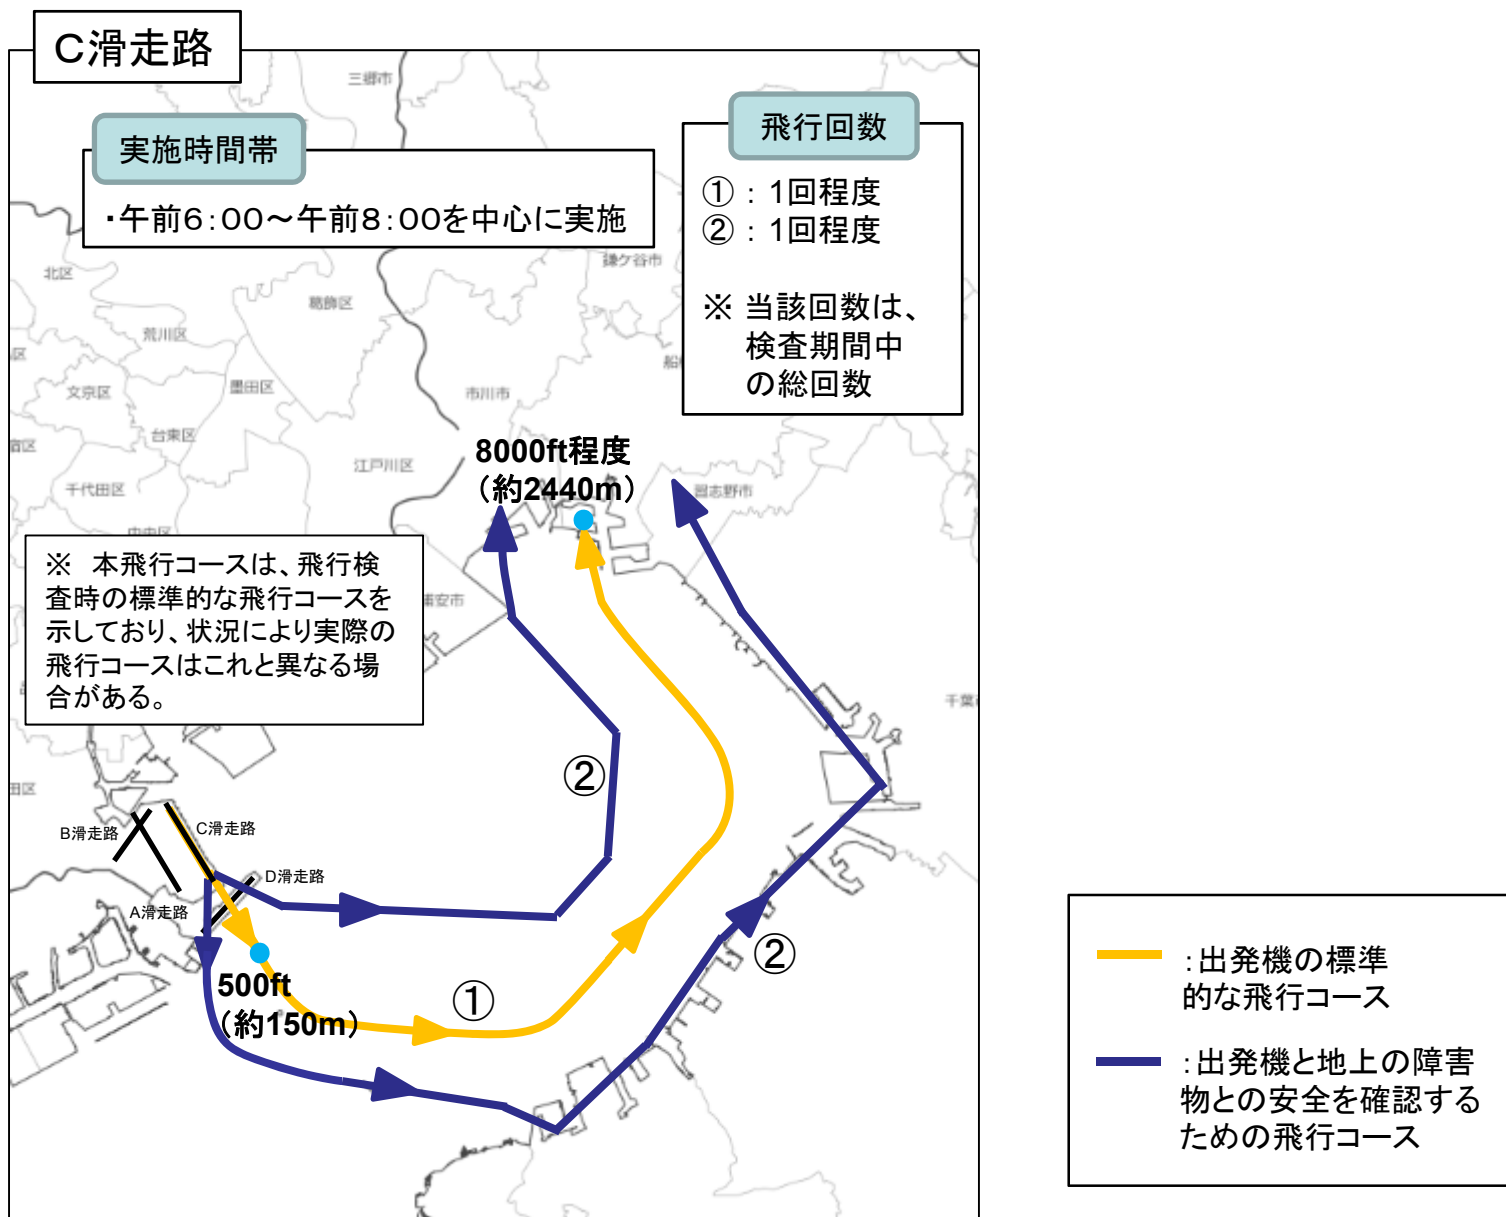 C滑走路
三郷市
実施時間帯
・午前6:00～午前8:00を中心に実施
飛行回数
①：1回程度
②：1回程度
※ 当該回数は、
検査期間中
の総回数
北区
葛飾区
鎌ケ谷市
荒川区
文京区
墨田区
市川市
台東区
江戸川区
千代田区
中央区
8000ft程度
（約2440m）
習志野市
※ 本飛行コースは、飛行検
査時の標準的な飛行コースを
示しており、状況により実際の
飛行コースはこれと異なる場
合がある。
浦安市
千葉
②
B滑走路
C滑走路
D滑走路
A滑走路
500ft
（約150m）
①
②
：出発機の標準
的な飛行コース
：出発機と地上の障害
物との安全を確認する
ための飛行コース